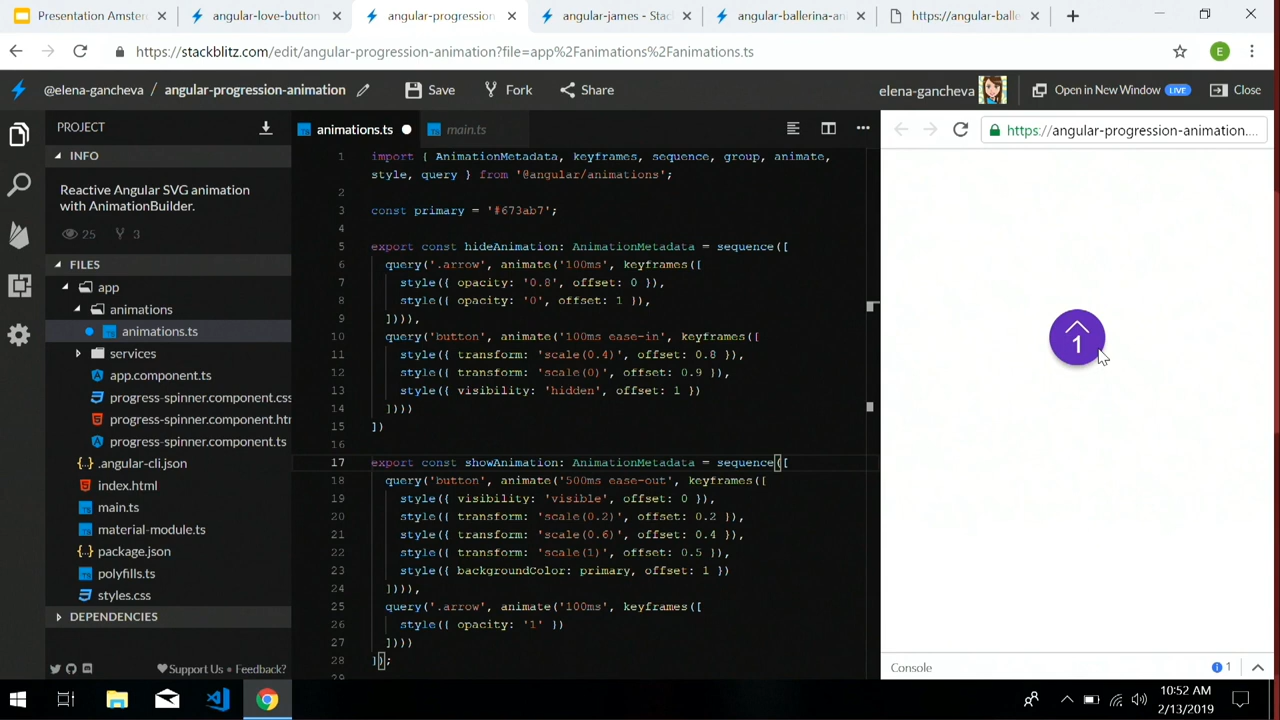 Presentation Amster
angular-love-button
angular-progression
angular-james - Stac
angular-ballerina-an
https://angular-balle
https://stackblitz.com/edit/angular-progression-animation?file=app%2Fanimations%2Fanimations.ts
E
@elena-gancheva / angular-progression-animation
Save
Fork
Share
elena-gancheva
Open in New Window LIVE
Close
PROJECT
INFO
Reactive Angular SVG animation
with AnimationBuilder.
25
3
FILES
app
animations
animations.ts
services
app.component.ts
progress-spinner.component.css
progress-spinner.component.htm
progress-spinner.component.ts
.angular-cli.json
index.html
main.ts
material-module.ts
package.json
polyfills.ts
styles.css
DEPENDENCIES
Support Us
Feedback?
animations.ts
main.ts
1 import { AnimationMetadata, keyframes, sequence, group, animate,
style, query } from '@angular/animations';
2
3 const primary = '#673ab7';
4
5 export const hideAnimation: AnimationMetadata = sequence([
6 query('.arrow', animate('100ms', keyframes([
7 style({ opacity: '0.8', offset: 0 }),
8 style({ opacity: '0', offset: 1 }),
9 ]))),
10 query('button', animate('100ms ease-in', keyframes([
11 style({ transform: 'scale(0.4)', offset: 0.8 }),
12 style({ transform: 'scale(0)', offset: 0.9 }),
13 style({ visibility: 'hidden', offset: 1 })
14 ])))
15 ])
16
17 export const showAnimation: AnimationMetadata = sequence([
18 query('button', animate('500ms ease-out', keyframes([
19 style({ visibility: 'visible', offset: 0 }),
20 style({ transform: 'scale(0.2)', offset: 0.2 }),
21 style({ transform: 'scale(0.6)', offset: 0.4 }),
22 style({ transform: 'scale(1)', offset: 0.5 }),
23 style({ backgroundColor: primary, offset: 1 })
24 ]))),
25 query('.arrow', animate('100ms', keyframes([
26 style({ opacity: '1' })
27 ])))
28 ]);
29
https://angular-progression-animation....
1
Console
1
10:52 AM
2/13/2019